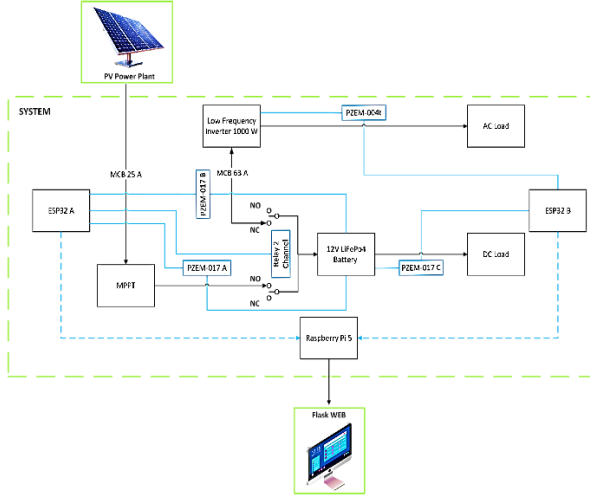 PV Power Plant
SYSTEM
Low Frequency
Inverter 1000 W
PZEM-004t
AC Load
MCB 25 A
MCB 63 A
PZEM-017 B
ESP32 A
NO
NC
Relay 2
Channel
12V LiFePo4
Battery
ESP32 B
DC Load
PZEM-017 A
PZEM-017 C
MPPT
NO
NC
Raspberry Pi 5
Flask WEB